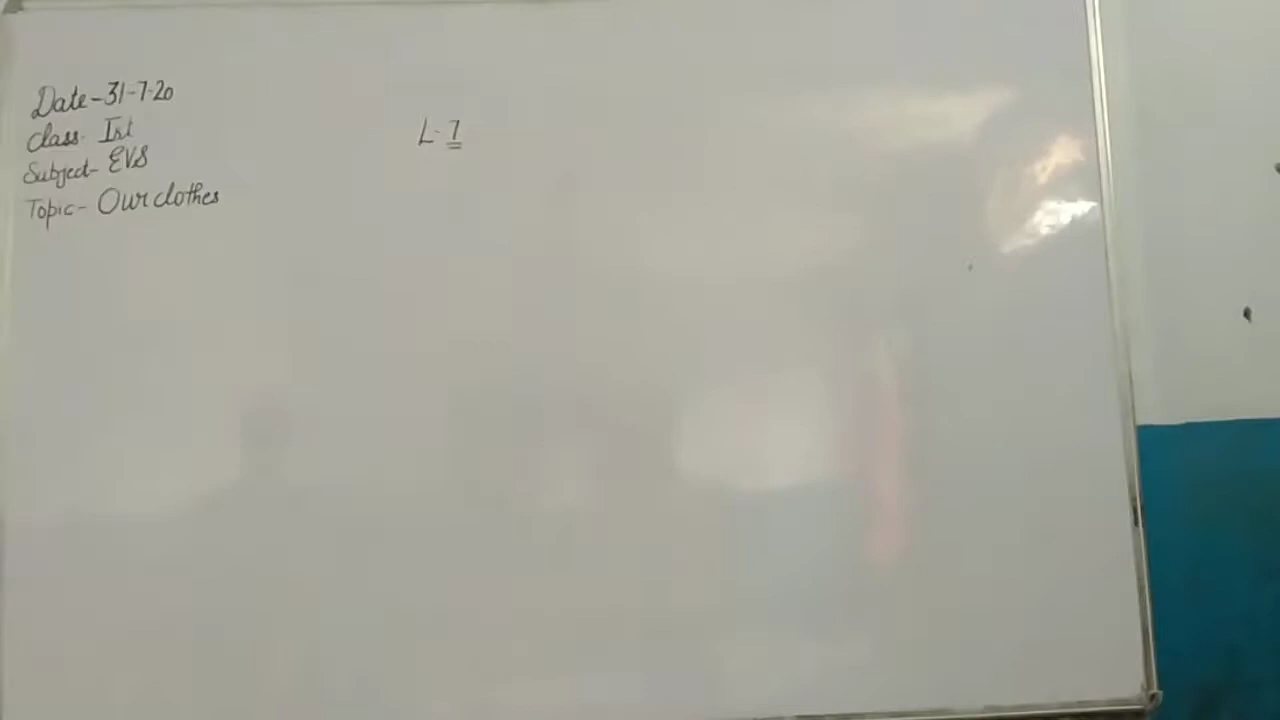 Date-31-7-20
Class- Ist
Subject- EVS
Topic- Our clothes
L-7